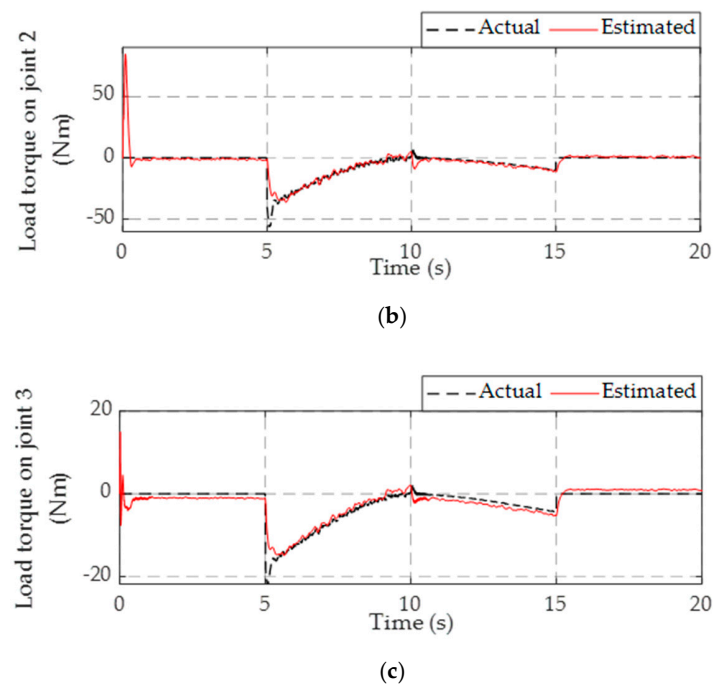 Actual Estimated
Load torque on joint 2
(Nm)
50
0
-50
0 5 10 15 20
Time (s)
(b)
Actual Estimated
Load torque on joint 3
(Nm)
20
0
-20
0 5 10 15 20
Time (s)
(c)